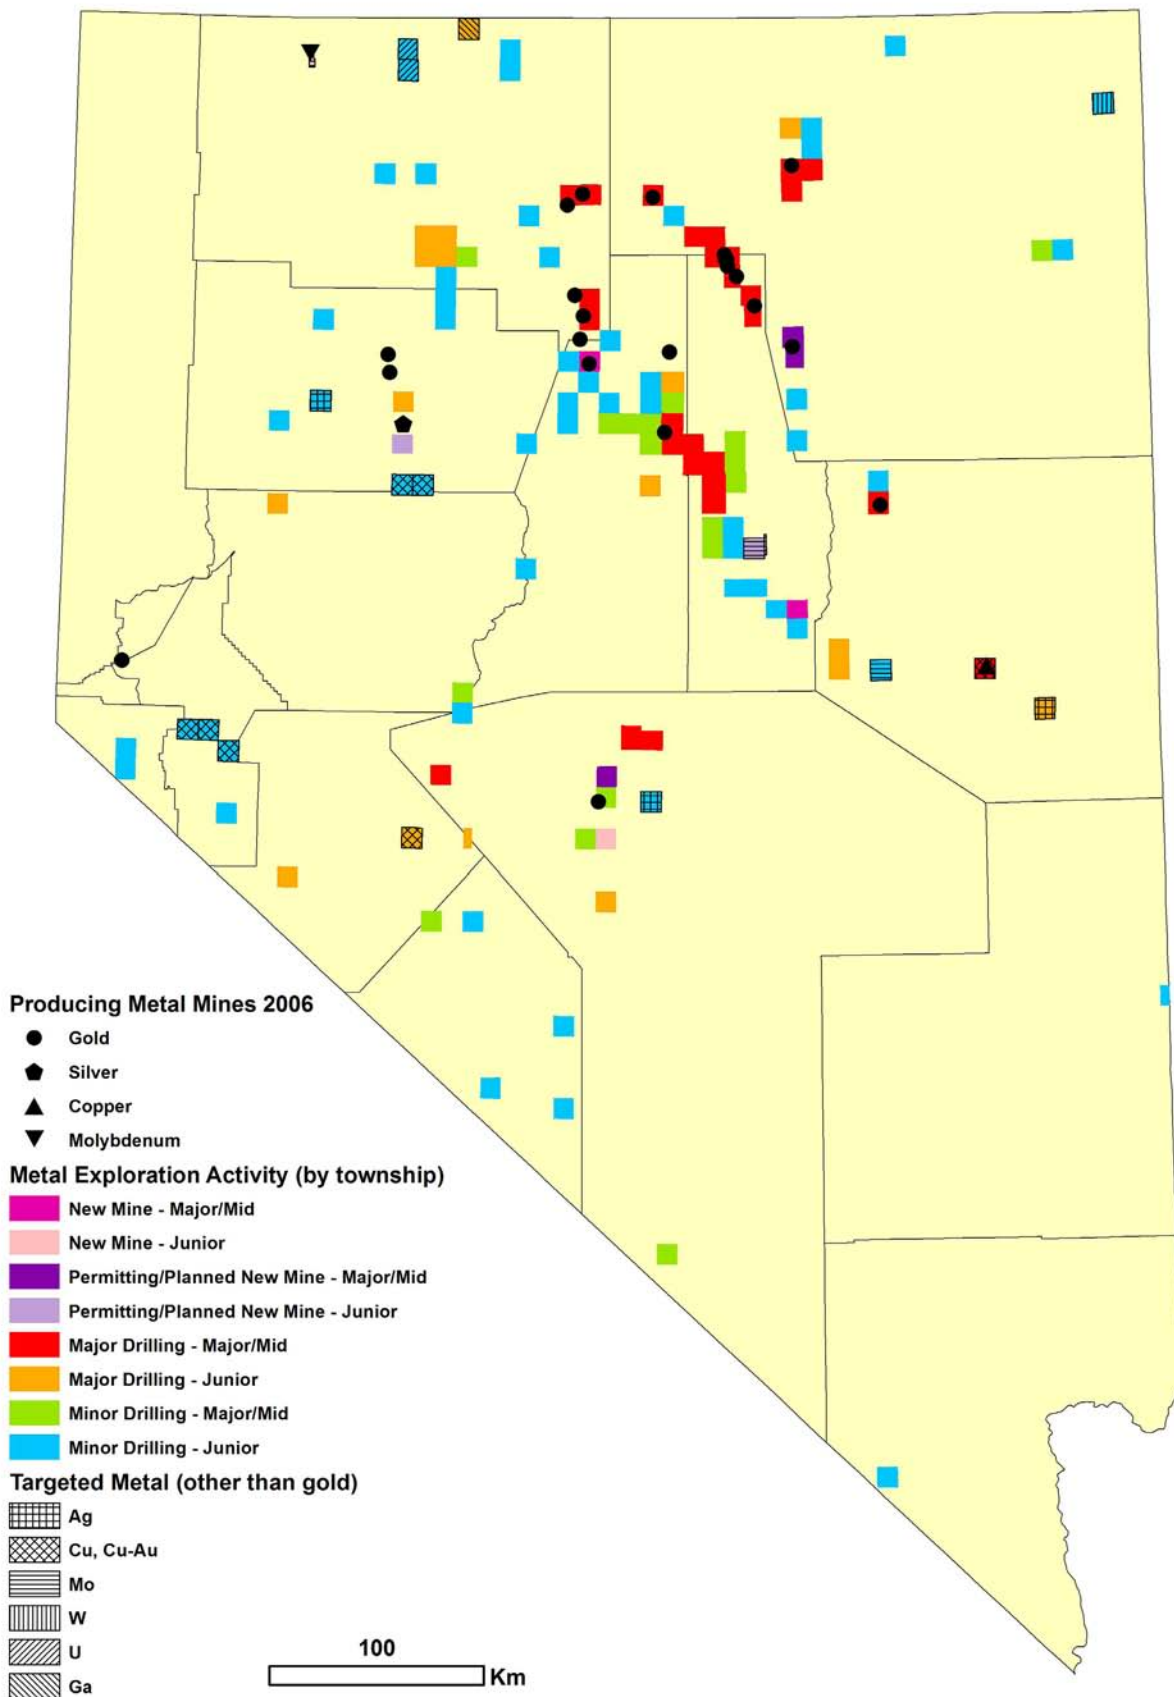 Producing Metal Mines 2006
Gold
Silver
Copper
Molybdenum
Metal Exploration Activity (by township)
New Mine - Major/Mid
New Mine - Junior
Permitting/Planned New Mine - Major/Mid
Permitting/Planned New Mine - Junior
Major Drilling - Major/Mid
Major Drilling - Junior
Minor Drilling - Major/Mid
Minor Drilling - Junior
Targeted Metal (other than gold)
Ag
Cu, Cu-Au
Mo
W
U
Ga
100
Km